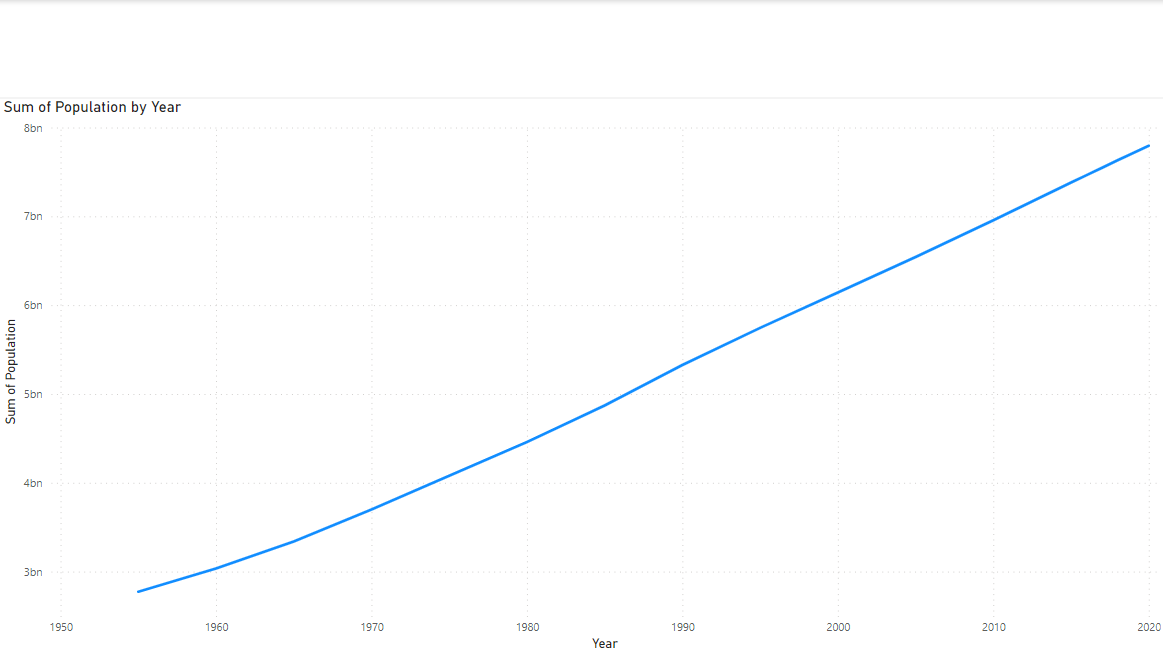 Sum of Population by Year
8bn
7bn
6bn
5bn
4bn
3bn
Sum of Population
1950 1960 1970 1980 1990 2000 2010 2020
Year